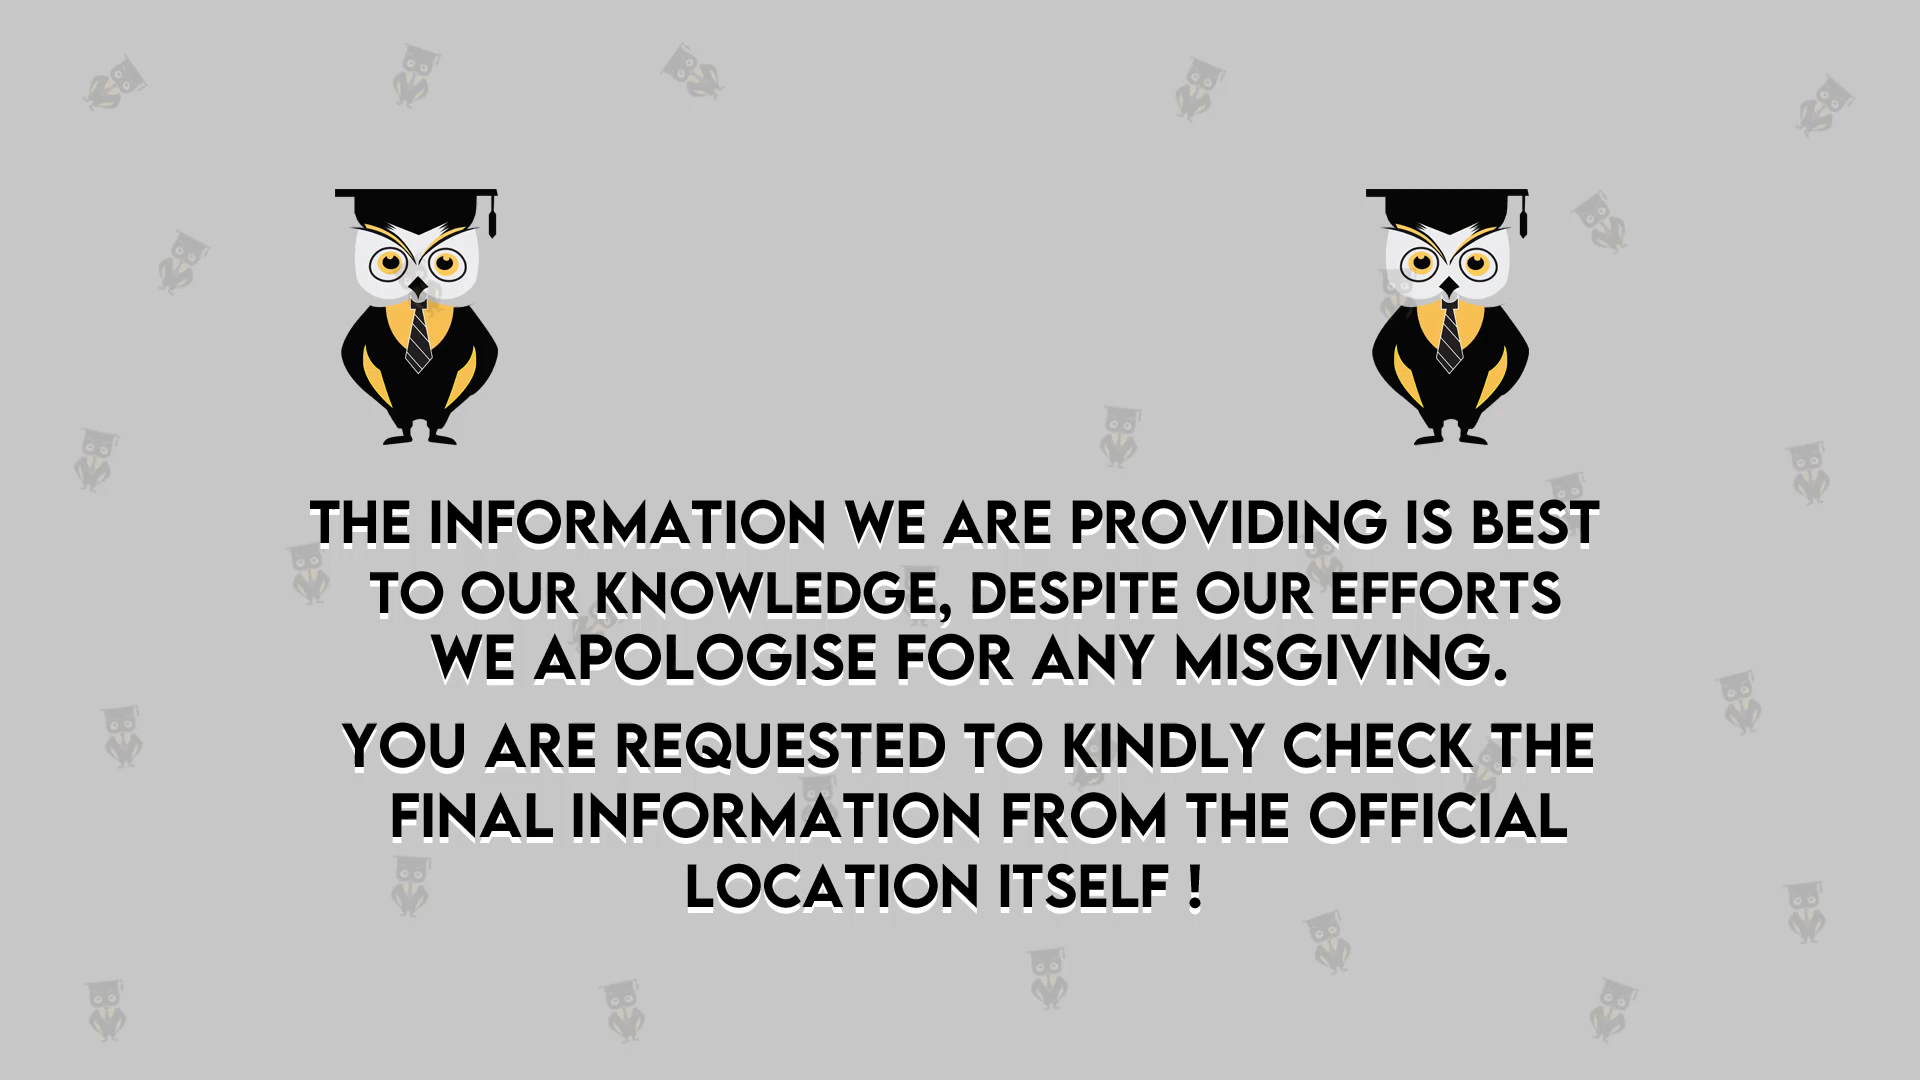 THE INFORMATION WE ARE PROVIDING IS BEST
TO OUR KNOWLEDGE, DESPITE OUR EFFORTS
WE APOLOGISE FOR ANY MISGIVING.
YOU ARE REQUESTED TO KINDLY CHECK THE
FINAL INFORMATION FROM THE OFFICIAL
LOCATION ITSELF !